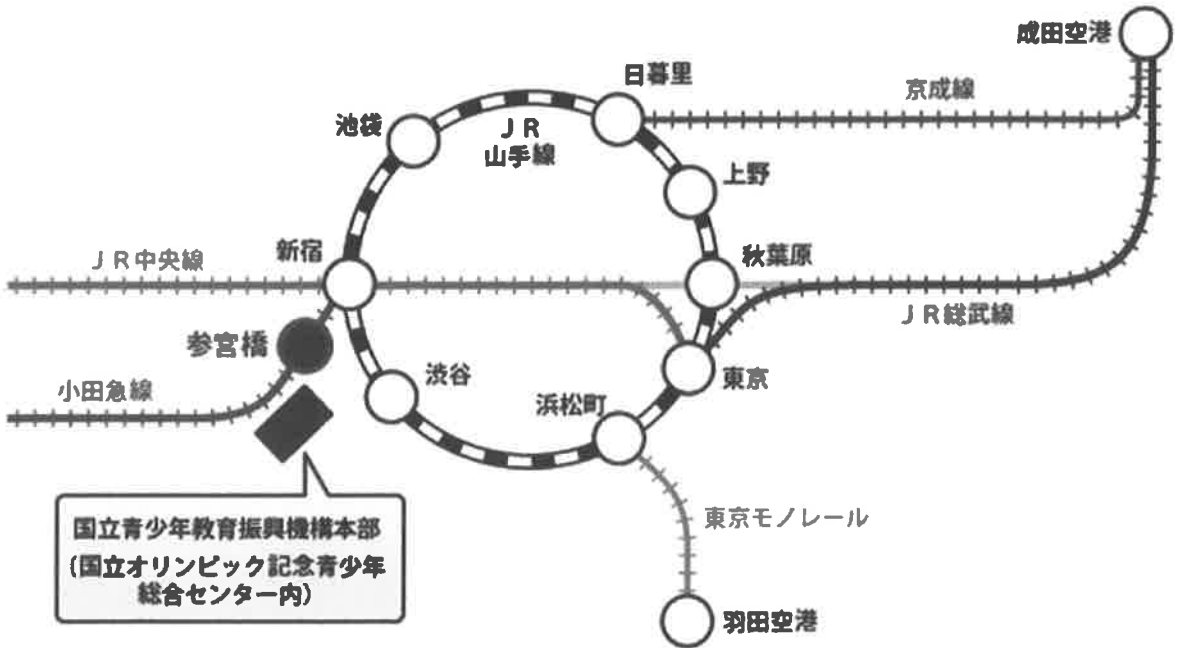 成田空港
日暮里
京成線
池袋
ＪＲ
山手線
上野
新宿
秋葉原
ＪＲ中央線
ＪＲ総武線
参宮橋
渋谷
東京
小田急線
浜松町
国立青少年教育振興機構本部
(国立オリンピック記念青少年
総合センター内)
東京モノレール
羽田空港